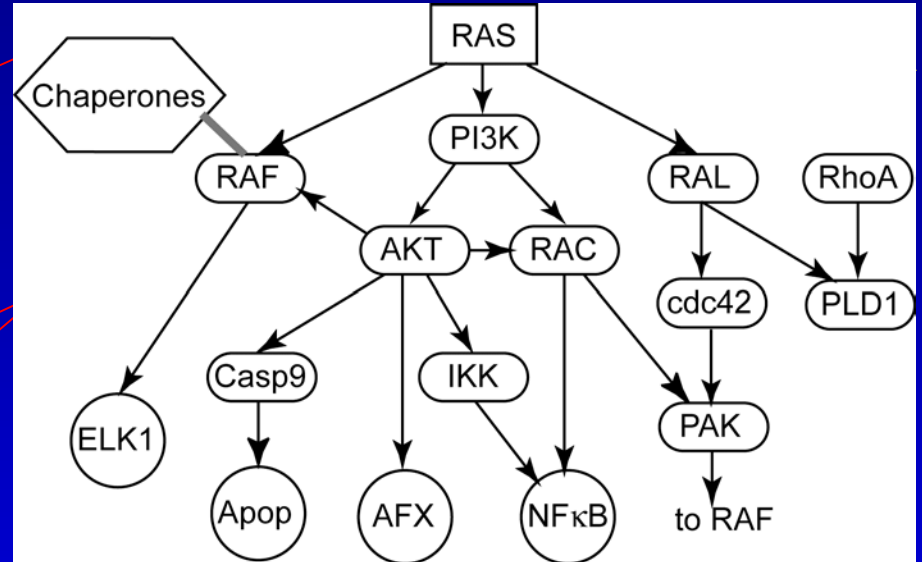 RAS
Chaperones
PI3K
RAF
RAL
RhoA
AKT
RAC
cdc42
PLD1
Casp9
IKK
PAK
ELK1
Apop
AFX
NFκB
to RAF